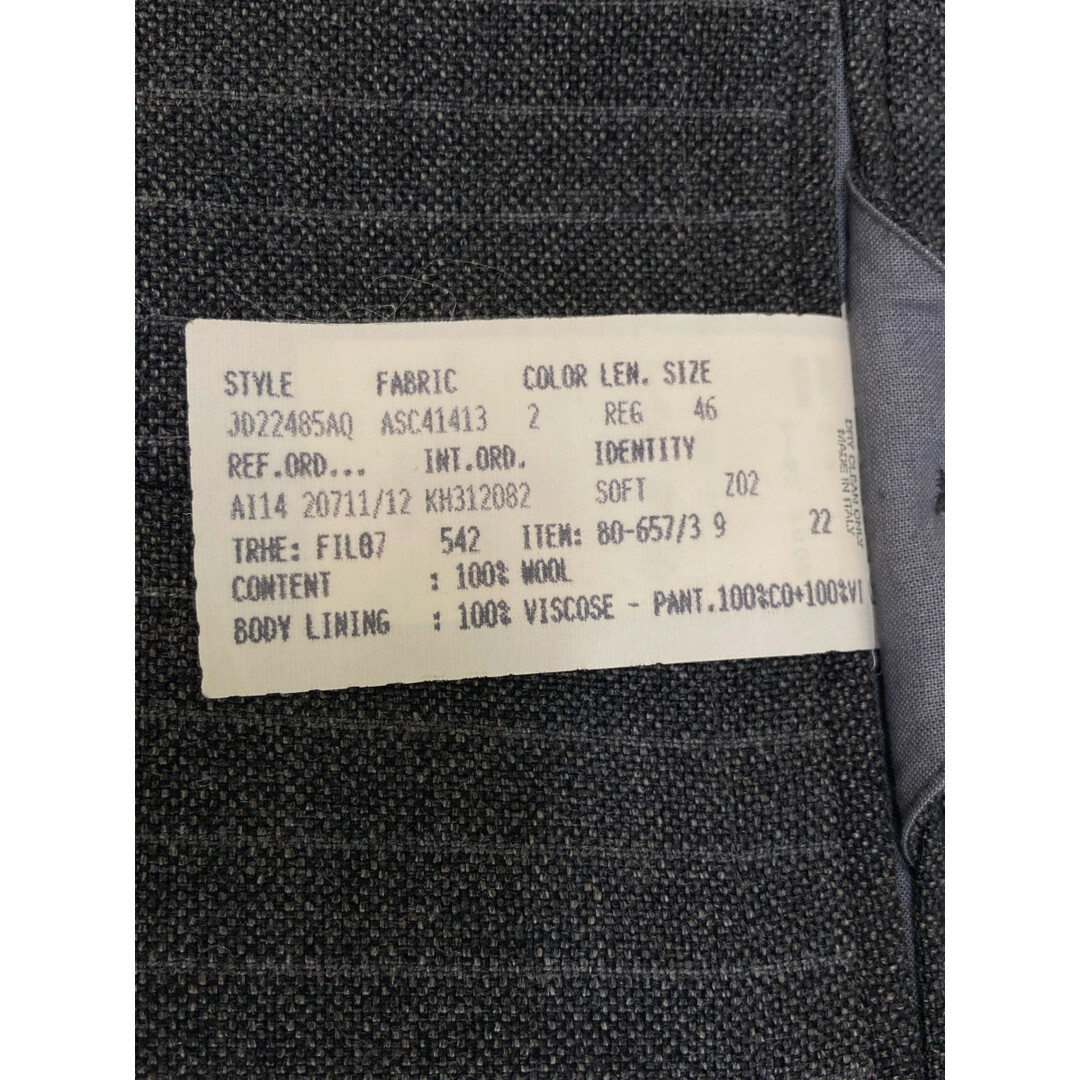 STYLE FABRIC COLOR LEN. SIZE
JD22485AQ ASC41413 2 REG 46
REF.ORD... INT.ORD. IDENTITY
AI14 20711/12 KH312082 SOFT Z02
TRHE: FIL07 542 ITEM: 80-657/3 9 22
CONTENT : 100% WOOL
BODY LINING : 100% VISCOSE - PANT.100%CO+100%VI
DRY CLEAN ONLY
MADE IN ITALY